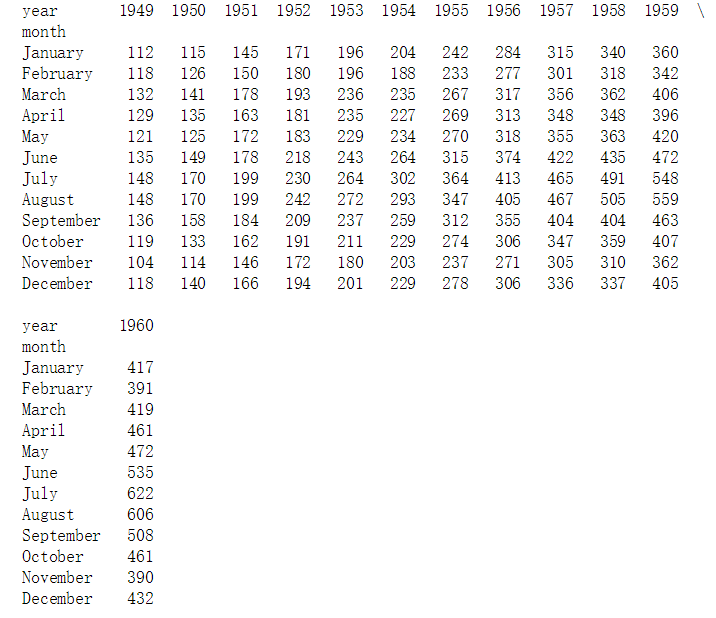 year 1949 1950 1951 1952 1953 1954 1955 1956 1957 1958 1959 \
month
January 112 115 145 171 196 204 242 284 315 340 360
February 118 126 150 180 196 188 233 277 301 318 342
March 132 141 178 193 236 235 267 317 356 362 406
April 129 135 163 181 235 227 269 313 348 348 396
May 121 125 172 183 229 234 270 318 355 363 420
June 135 149 178 218 243 264 315 374 422 435 472
July 148 170 199 230 264 302 364 413 465 491 548
August 148 170 199 242 272 293 347 405 467 505 559
September 136 158 184 209 237 259 312 355 404 404 463
October 119 133 162 191 211 229 274 306 347 359 407
November 104 114 146 172 180 203 237 271 305 310 362
December 118 140 166 194 201 229 278 306 336 337 405
year 1960
month
January 417
February 391
March 419
April 461
May 472
June 535
July 622
August 606
September 508
October 461
November 390
December 432